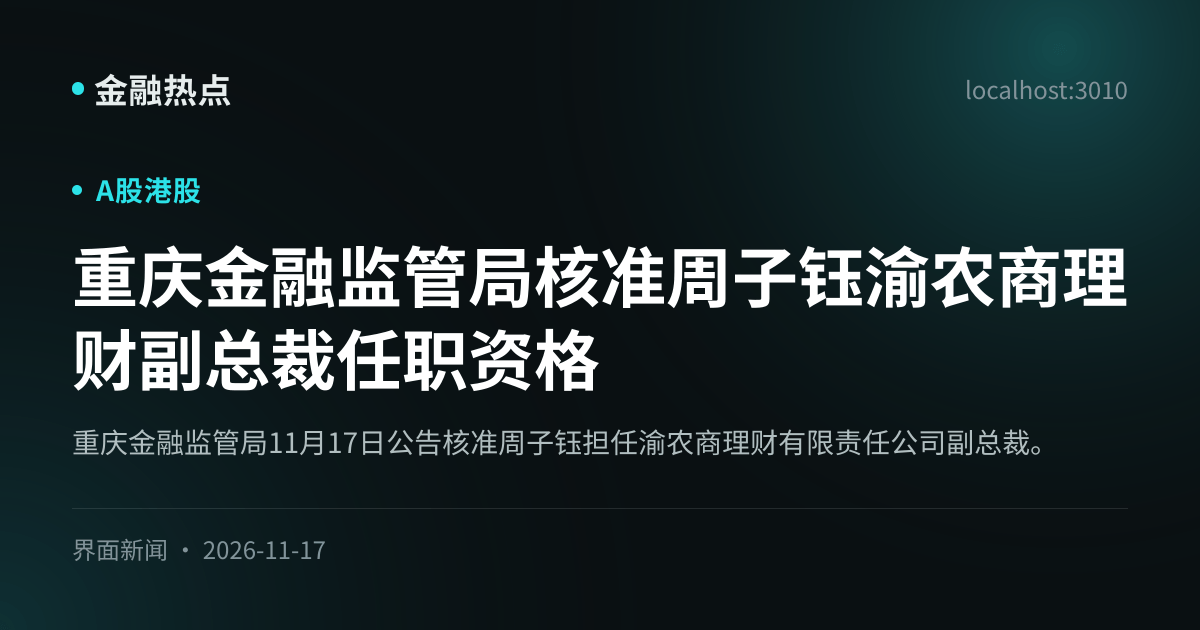 金融热点
localhost:3010
A股港股
重庆金融监管局核准周子钰渝农商理
财副总裁任职资格
重庆金融监管局11月17日公告核准周子钰担任渝农商理财有限责任公司副总裁。
界面新闻 • 2026-11-17